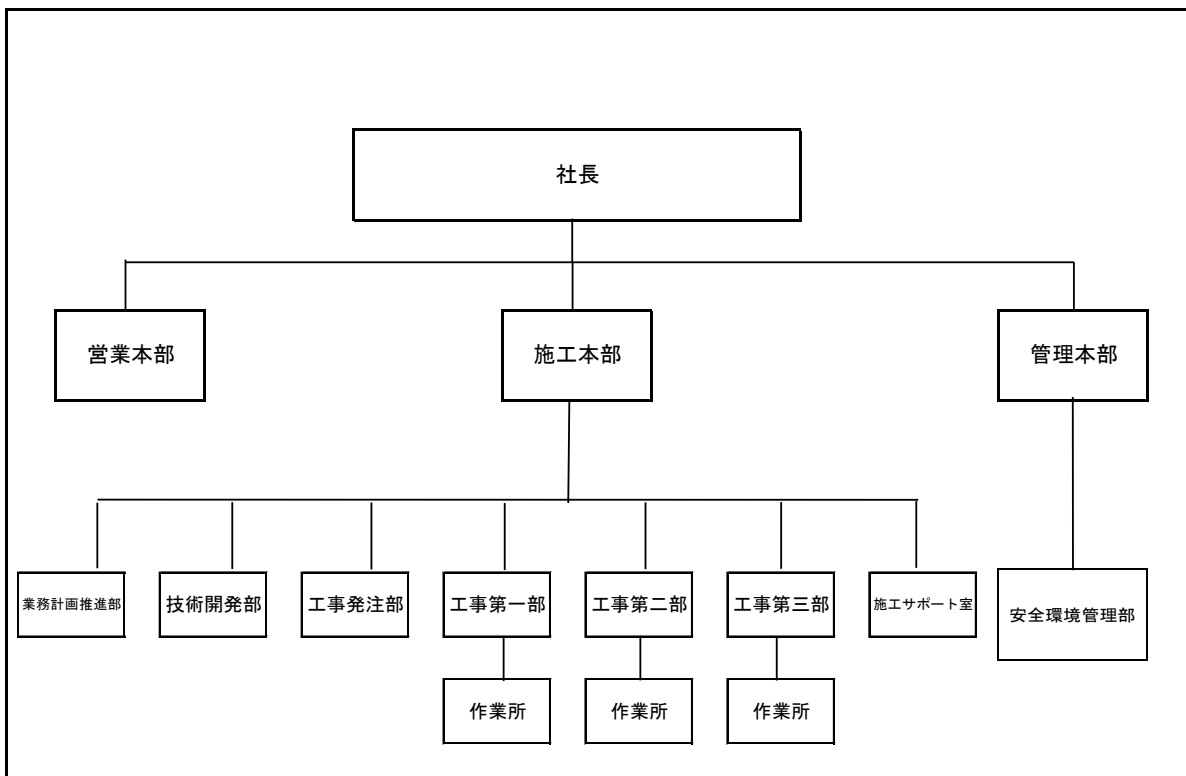 社長
営業本部
施工本部
管理本部
業務計画推進部
技術開発部
工事発注部
工事第一部
工事第二部
工事第三部
施工サポート室
安全環境管理部
作業所
作業所
作業所